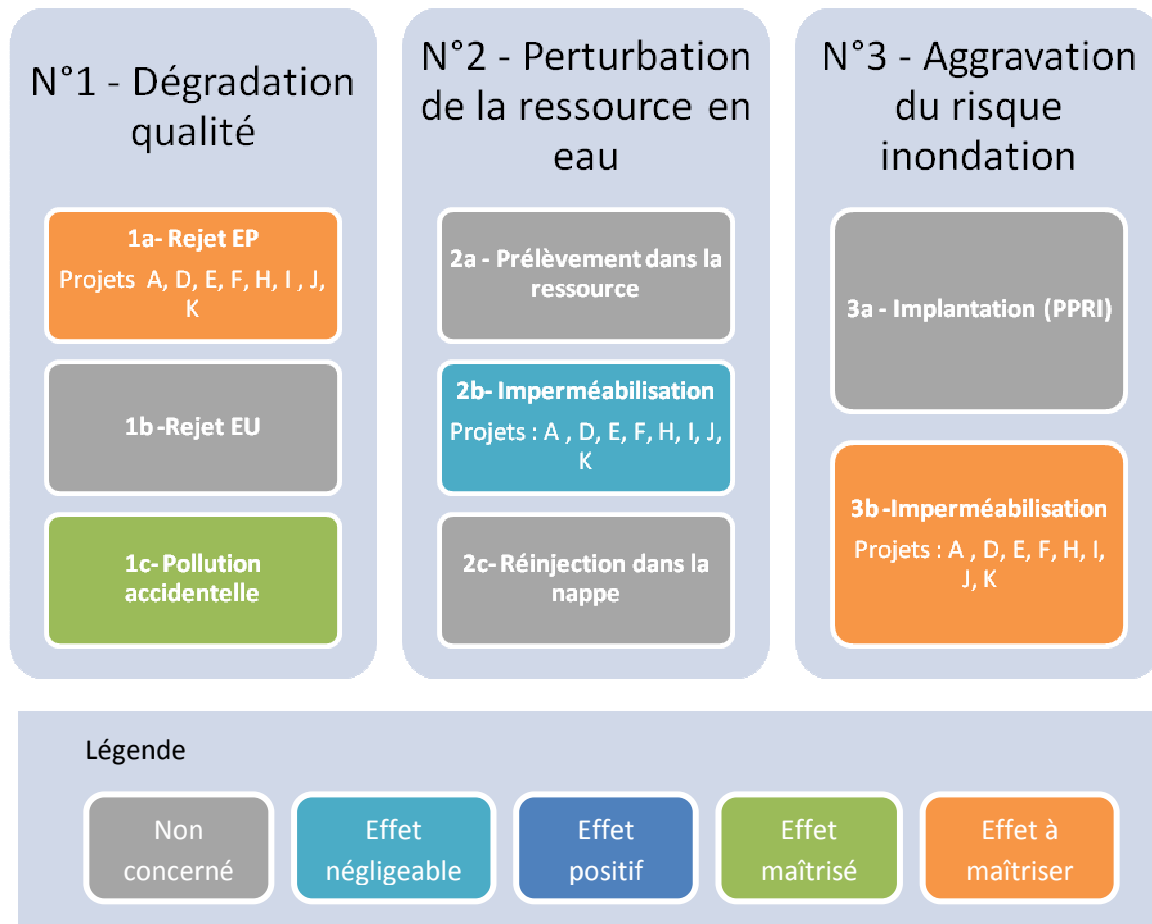 N°1 - Dégradation
qualité
1a- Rejet EP
Projets A, D, E, F, H, I , J,
K
1b -Rejet EU
1c- Pollution
accidentelle
N°2 - Perturbation
de la ressource en
eau
2a - Prélèvement dans la
ressource
2b- Imperméabilisation
Projets : A , D, E, F, H, I, J,
K
2c- Réinjection dans la
nappe
N°3 - Aggravation
du risque
inondation
3a - Implantation (PPRI)
3b -Imperméabilisation
Projets : A , D, E, F, H, I,
J, K
Légende
Non
concerné
Effet
négligeable
Effet
positif
Effet
maîtrisé
Effet à
maîtriser